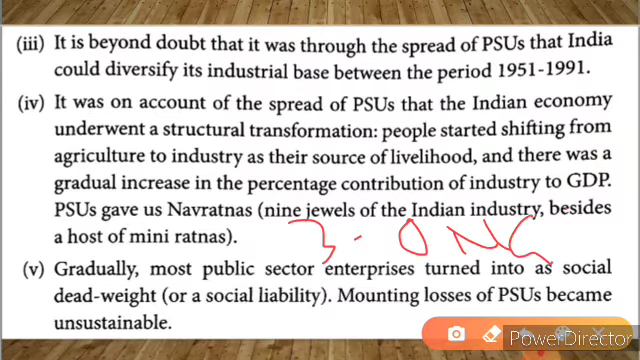 (iii) It is beyond doubt that it was through the spread of PSUs that India
could diversify its industrial base between the period 1951-1991.
(iv) It was on account of the spread of PSUs that the Indian economy
underwent a structural transformation: people started shifting from
agriculture to industry as their source of livelihood, and there was a
gradual increase in the percentage contribution of industry to GDP.
PSUs gave us Navratnas (nine jewels of the Indian industry, besides
a host of mini ratnas).
3 - ONG
(v) Gradually, most public sector enterprises turned into as social
dead-weight (or a social liability). Mounting losses of PSUs became
unsustainable.
PowerDirector